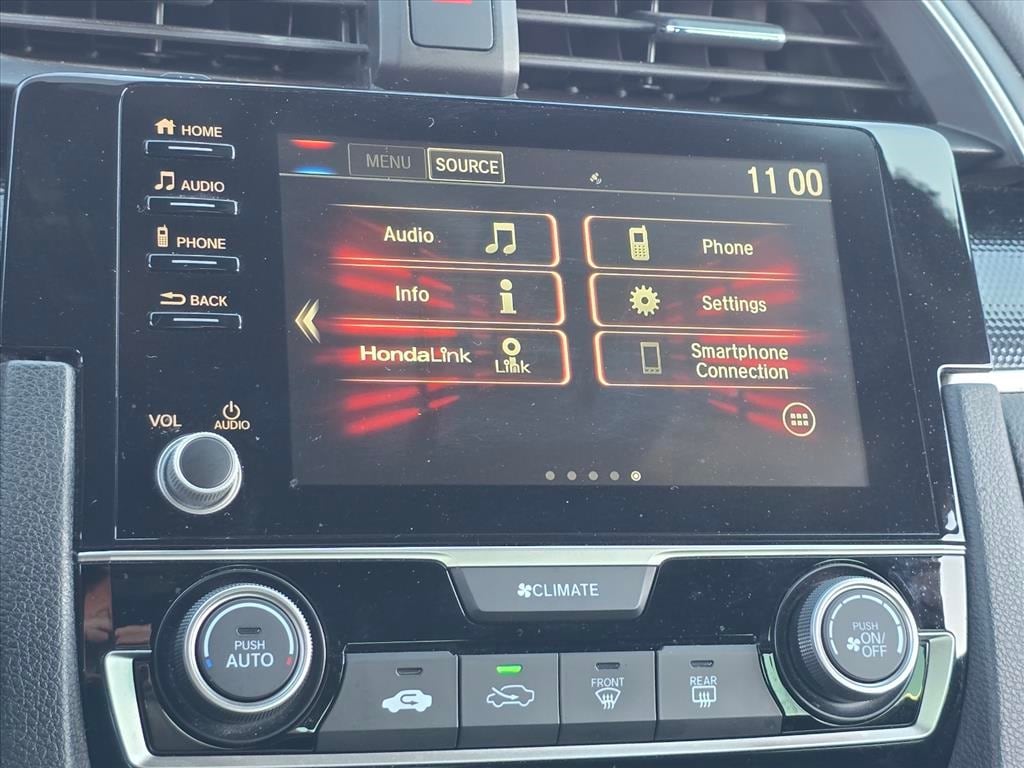 HOME
AUDIO
PHONE
BACK
VOL
AUDIO
MENU SOURCE
11 00
Audio
Phone
Info
Settings
HondaLink
Link
Smartphone
Connection
CLIMATE
PUSH
AUTO
FRONT
REAR
PUSH
ON/
OFF